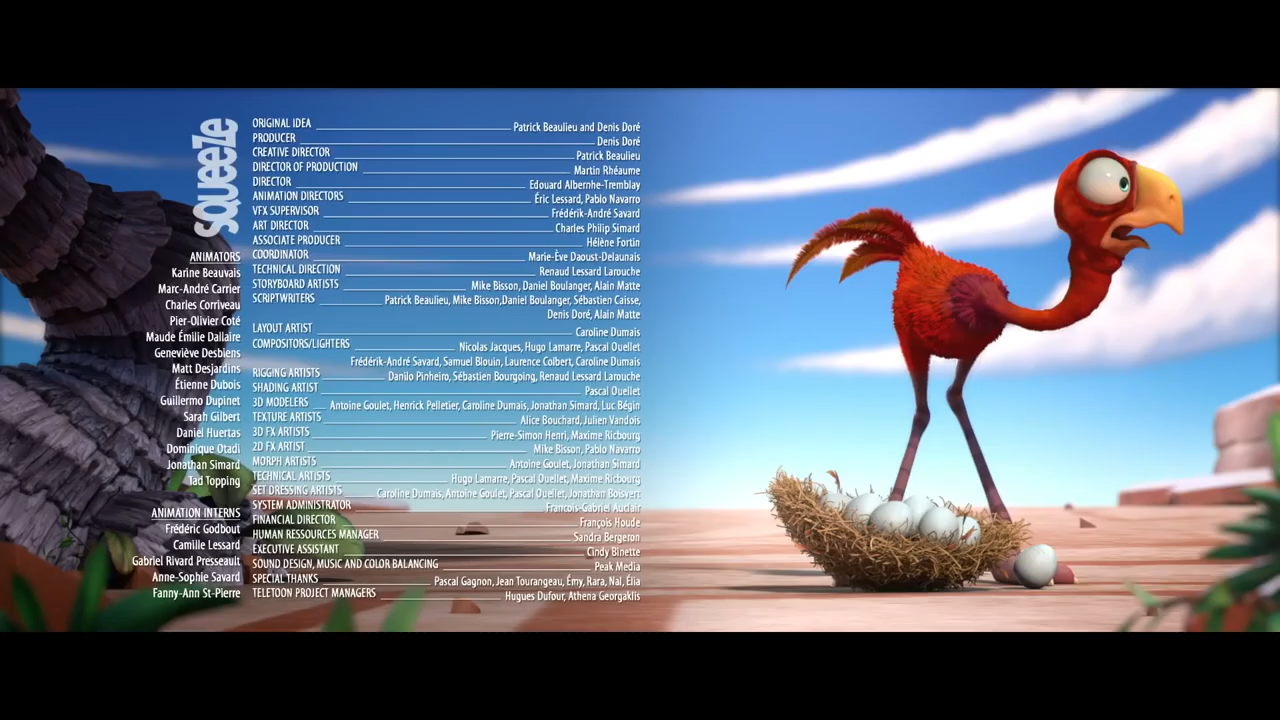 squeeze
ANIMATORS
Karine Beauvais
Marc-André Carrier
Charles Corriveau
Pier-Olivier Coté
Maude Émilie Dallaire
Geneviève Desbiens
Matt Desjardins
Étienne Dubois
Guillermo Dupinet
Sarah Gilbert
Daniel Huertas
Dominique Otadi
Jonathan Simard
Tad Topping
ANIMATION INTERNS
Frédéric Godbout
Camille Lessard
Gabriel Rivard Presseault
Anne-Sophie Savard
Fanny-Ann St-Pierre
ORIGINAL IDEA Patrick Beaulieu and Denis Doré
PRODUCER Denis Doré
CREATIVE DIRECTOR Patrick Beaulieu
DIRECTOR OF PRODUCTION Martin Rhéaume
DIRECTOR Edouard Albernhe-Tremblay
ANIMATION DIRECTORS Éric Lessard, Pablo Navarro
VFX SUPERVISOR Frédérik-André Savard
ART DIRECTOR Charles Philip Simard
ASSOCIATE PRODUCER Hélène Fortin
COORDINATOR Marie-Ève Daoust-Delaunais
TECHNICAL DIRECTION Renaud Lessard Larouche
STORYBOARD ARTISTS Mike Bisson, Daniel Boulanger, Alain Matte
SCRIPTWRITERS Patrick Beaulieu, Mike Bisson,Daniel Boulanger, Sébastien Caisse,
Denis Doré, Alain Matte
LAYOUT ARTIST Caroline Dumais
COMPOSITORS/LIGHTERS Nicolas Jacques, Hugo Lamarre, Pascal Ouellet
Frédérik-André Savard, Samuel Blouin, Laurence Colbert, Caroline Dumais
RIGGING ARTISTS Danilo Pinheiro, Sébastien Bourgoing, Renaud Lessard Larouche
SHADING ARTIST Pascal Ouellet
3D MODELERS Antoine Goulet, Henrick Pelletier, Caroline Dumais, Jonathan Simard, Luc Bégin
TEXTURE ARTISTS Alice Bouchard, Julien Vandois
3D FX ARTISTS Pierre-Simon Henri, Maxime Ricbourg
2D FX ARTIST Mike Bisson, Pablo Navarro
MORPH ARTISTS Antoine Goulet, Jonathan Simard
TECHNICAL ARTISTS Hugo Lamarre, Pascal Ouellet, Maxime Ricbourg
SET DRESSING ARTISTS Caroline Dumais, Antoine Goulet, Pascal Ouellet, Jonathan Boisvert
SYSTEM ADMINISTRATOR Francois-Gabriel Auclair
FINANCIAL DIRECTOR François Houde
HUMAN RESSOURCES MANAGER Sandra Bergeron
EXECUTIVE ASSISTANT Cindy Binette
SOUND DESIGN, MUSIC AND COLOR BALANCING Peak Media
SPECIAL THANKS Pascal Gagnon, Jean Tourangeau, Émy, Rara, Nal, Élia
TELETOON PROJECT MANAGERS Hugues Dufour, Athena Georgaklis